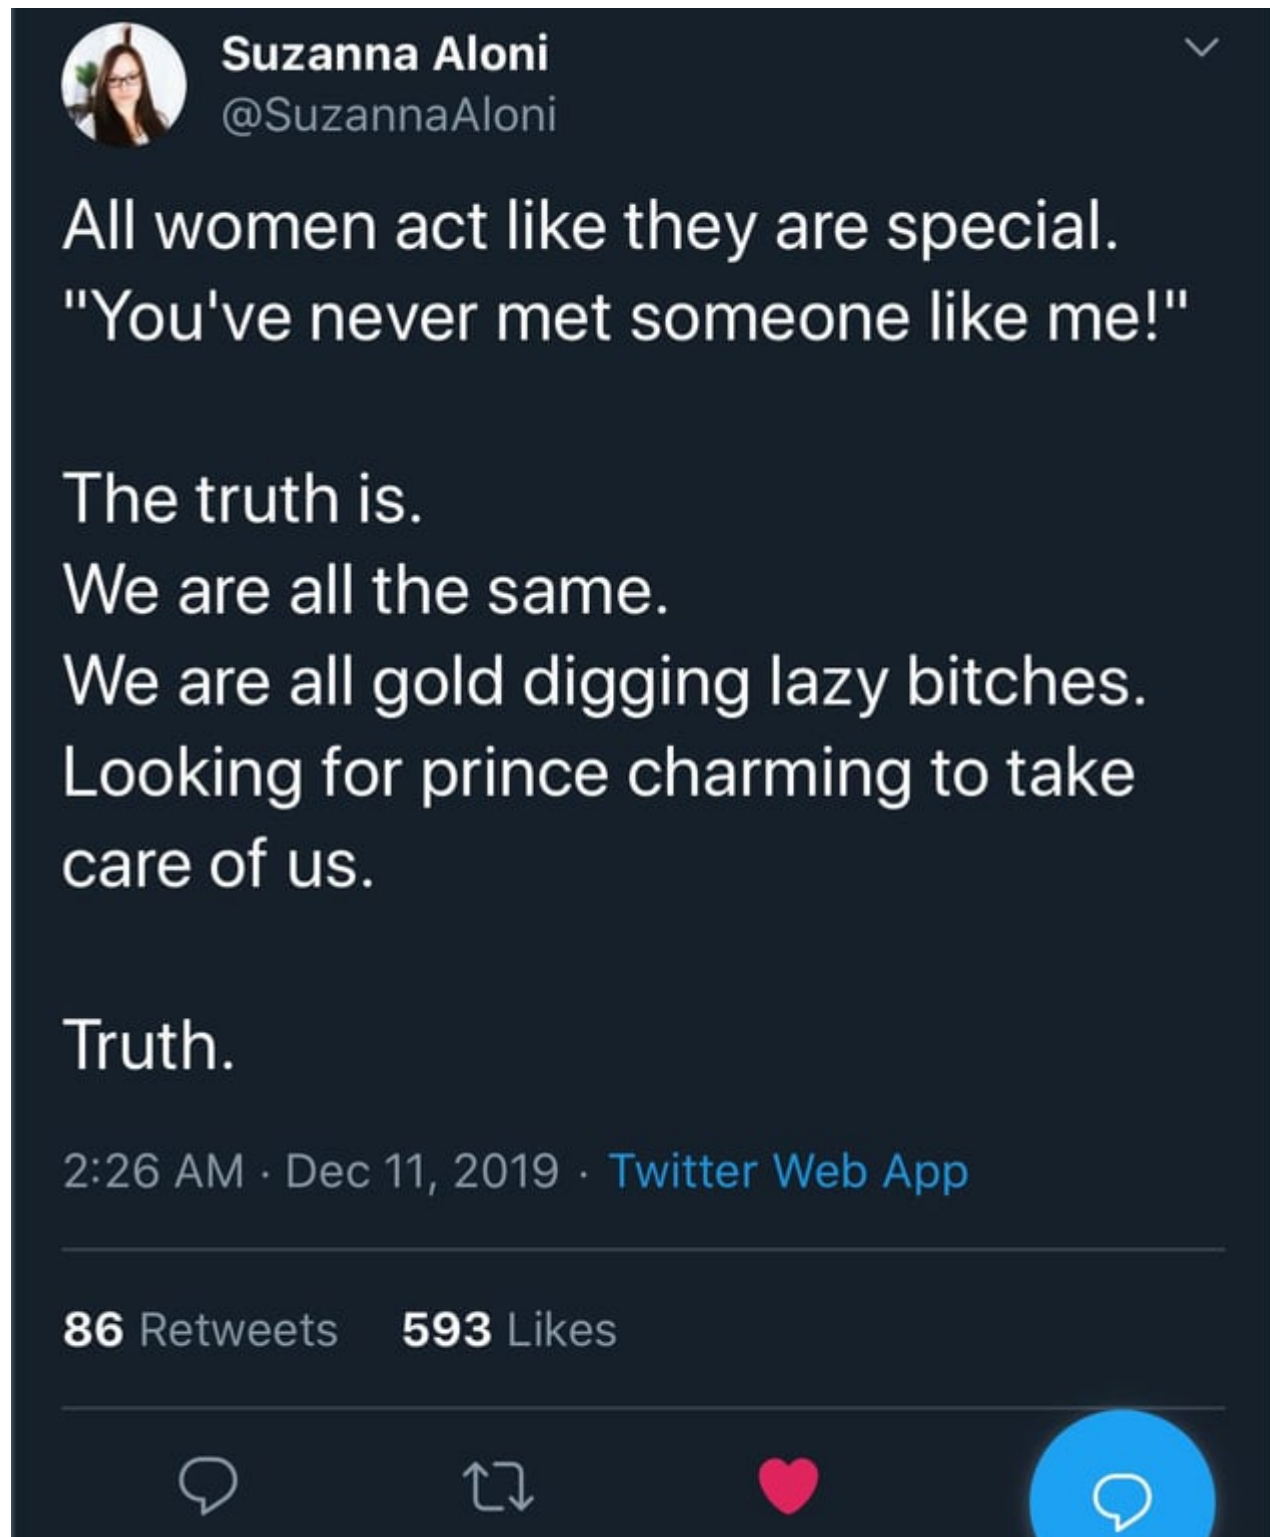 Suzanna Aloni
@SuzannaAloni
All women act like they are special.
"You've never met someone like me!"
The truth is.
We are all the same.
We are all gold digging lazy bitches.
Looking for prince charming to take
care of us.
Truth.
2:26 AM · Dec 11, 2019 · Twitter Web App
86 Retweets 593 Likes